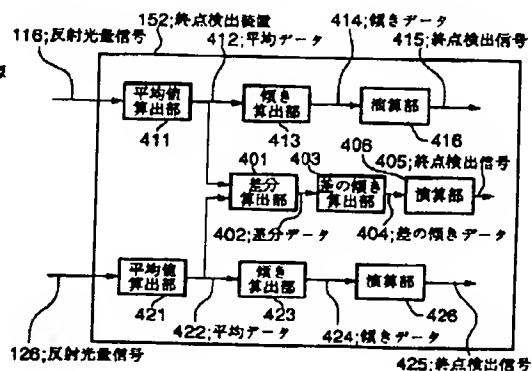 152;終点検出装置
414;傾きデータ
116;反射光量信号
412;平均データ
415;終点検出信号
平均値
算出部
411
傾き
算出部
413
演算部
416
401
差分
算出部
403
差の傾き
算出部
406
演算部
405;終点検出信号
402;差分データ
404;差の傾きデータ
平均値
算出部
421
傾き
算出部
423
演算部
426
422;平均データ
424;傾きデータ
126;反射光量信号
425;終点検出信号